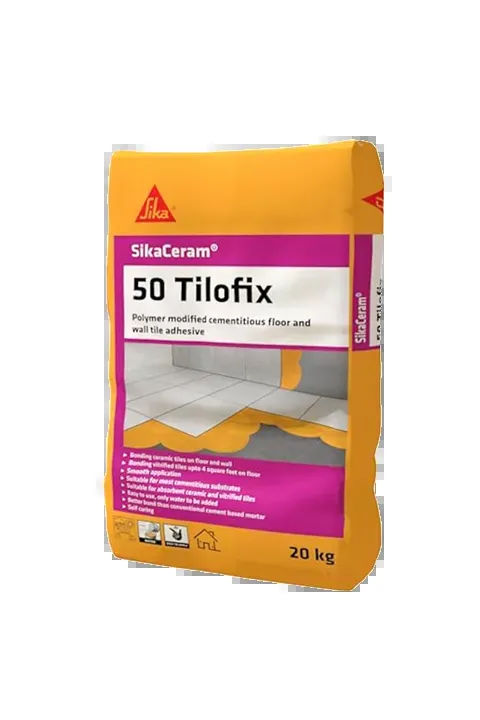 Sika
SikaCeram®
50 Tilofix
Polymer modified cementitious floor and
wall tile adhesive
Bonding ceramic tiles on floor and wall
Bonding vitrified tiles upto 4 square feet on floor
Smooth application
Suitable for most cementitious substrates
Suitable for absorbent ceramic and vitrified tiles
Easy to use, only water to be added
Better bond than conventional cement based mortar
Self curing
20 kg
Sika
SikaCeram®
50 Tilofix